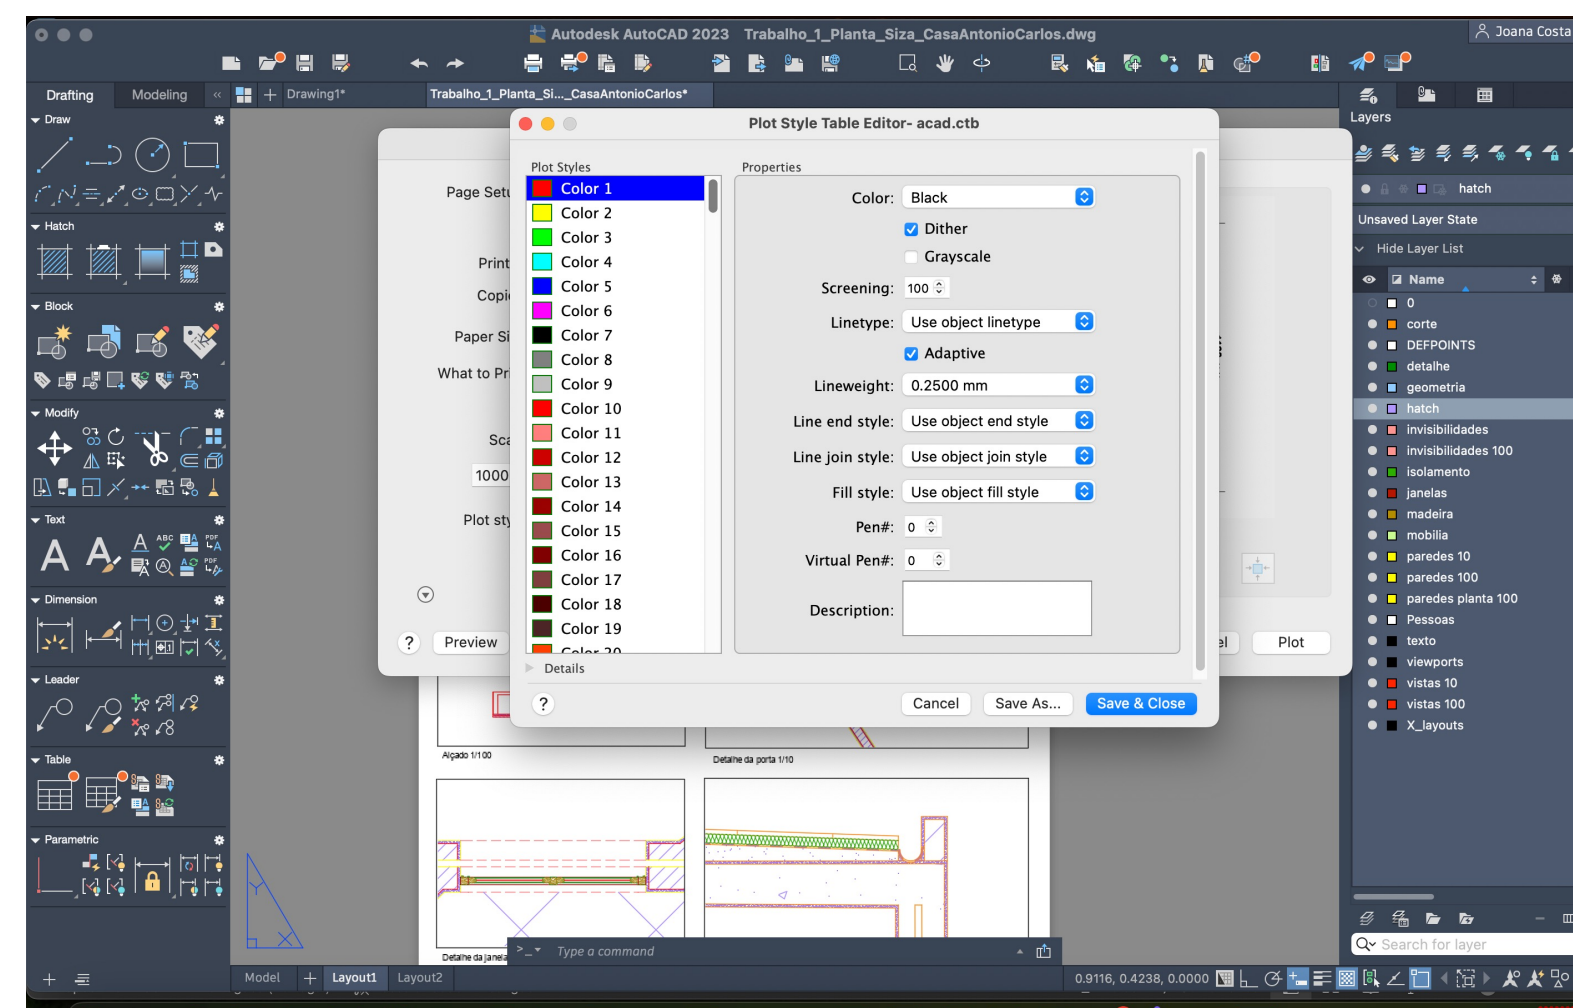 Autodesk AutoCAD 2023 Trabalho_1_Planta_Siza_CasaAntonioCarlos.dwg
Joana Costa
Drafting
Modeling
Drawing1*
Trabalho_1_Planta_Si..._CasaAntonioCarlos*
Draw
Hatch
Block
Modify
Text
Dimension
Leader
Table
Parametric
Page Setu
Print
Copi
Paper Si
What to Pri
Sca
1000
Plot sty
?
Preview
el
Plot
Plot Style Table Editor- acad.ctb
Plot Styles
Color 1
Color 2
Color 3
Color 4
Color 5
Color 6
Color 7
Color 8
Color 9
Color 10
Color 11
Color 12
Color 13
Color 14
Color 15
Color 16
Color 17
Color 18
Color 19
Color 20
Details
Properties
Color: Black
Dither
Grayscale
Screening: 100
Linetype: Use object linetype
Adaptive
Lineweight: 0.2500 mm
Line end style: Use object end style
Line join style: Use object join style
Fill style: Use object fill style
Pen#: 0
Virtual Pen#: 0
Description:
?
Cancel
Save As...
Save & Close
Alçado 1/100
Detalhe da porta 1/10
Detalhe da janela
>_ Type a command
Layers
hatch
Unsaved Layer State
Hide Layer List
Name
0
corte
DEFPOINTS
detalhe
geometria
hatch
invisibilidades
invisibilidades 100
isolamento
janelas
madeira
mobilia
paredes 10
paredes 100
paredes planta 100
Pessoas
texto
viewports
vistas 10
vistas 100
X_layouts
Search for layer
Model
Layout1
Layout2
0.9116, 0.4238, 0.0000